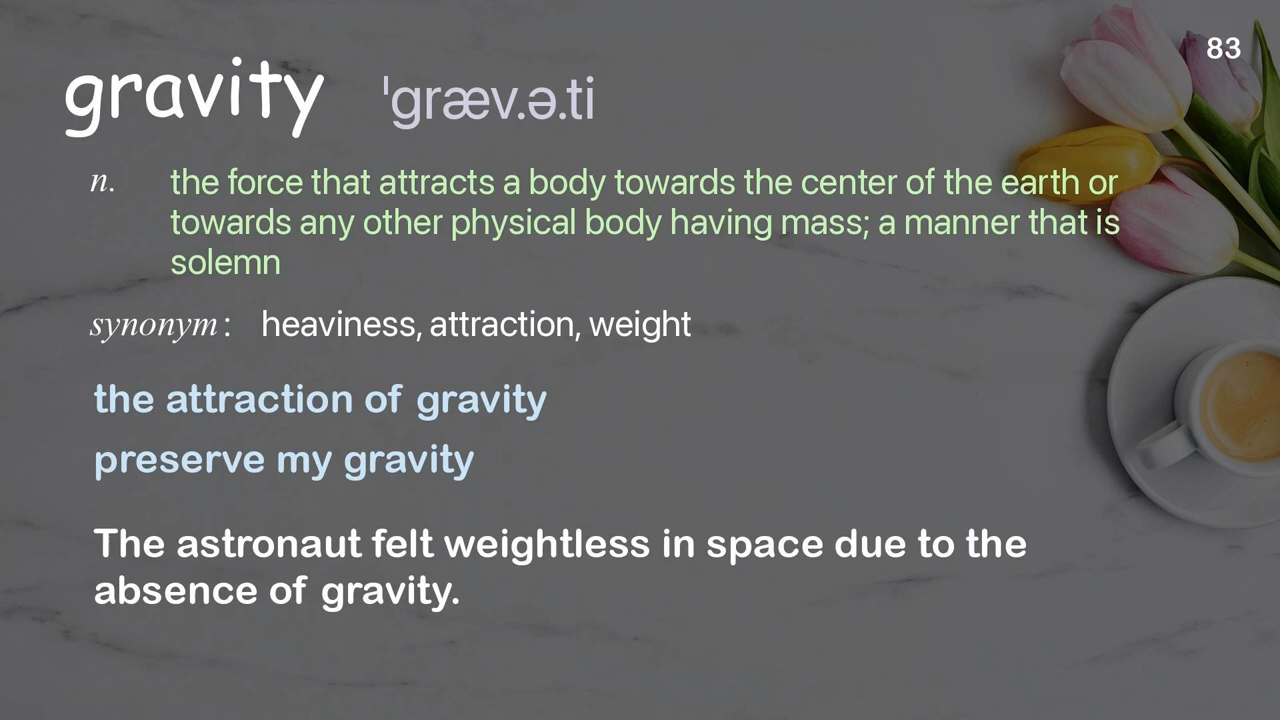 83
gravity ˈɡræv.ə.ti
n. the force that attracts a body towards the center of the earth or
towards any other physical body having mass; a manner that is
solemn
synonym: heaviness, attraction, weight
the attraction of gravity
preserve my gravity
The astronaut felt weightless in space due to the
absence of gravity.